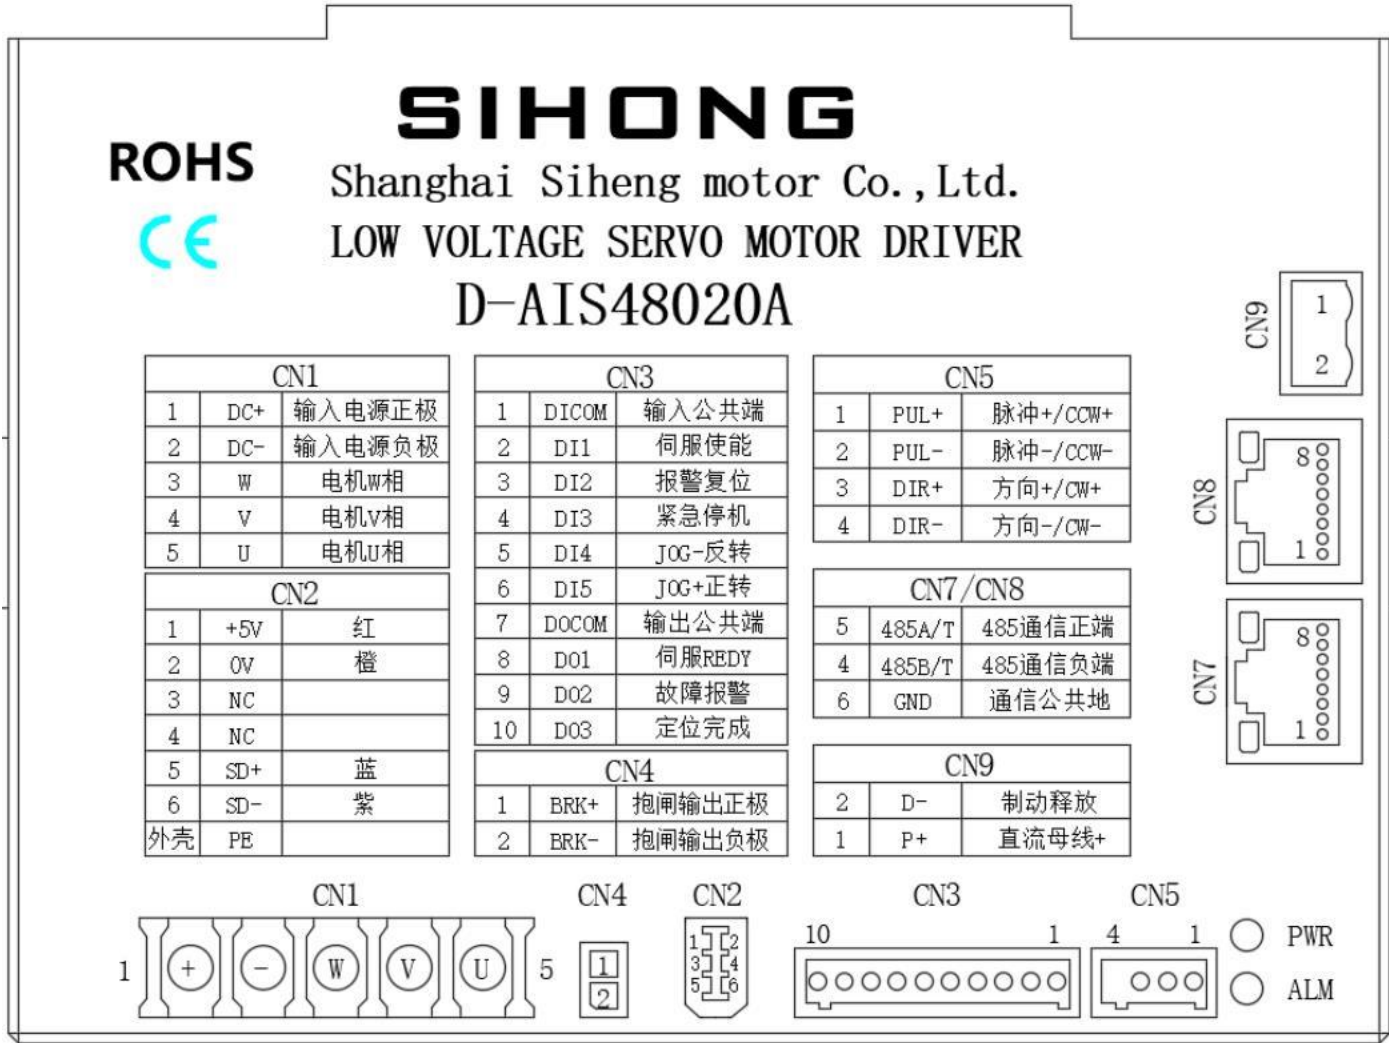 SIHONG
ROHS
Shanghai Siheng motor Co.,Ltd.
CE
LOW VOLTAGE SERVO MOTOR DRIVER
D-AIS48020A
CN1
1 DC+ 输入电源正极
2 DC- 输入电源负极
3 W 电机W相
4 V 电机V相
5 U 电机U相
CN2
1 +5V 红
2 0V 橙
3 NC
4 NC
5 SD+ 蓝
6 SD- 紫
外壳 PE
CN3
1 DICOM 输入公共端
2 DI1 伺服使能
3 DI2 报警复位
4 DI3 紧急停机
5 DI4 JOG-反转
6 DI5 JOG+正转
7 DOCOM 输出公共端
8 DO1 伺服REDY
9 DO2 故障报警
10 DO3 定位完成
CN4
1 BRK+ 抱闸输出正极
2 BRK- 抱闸输出负极
CN5
1 PUL+ 脉冲+/CCW+
2 PUL- 脉冲-/CCW-
3 DIR+ 方向+/CW+
4 DIR- 方向-/CW-
CN7/CN8
5 485A/T 485通信正端
4 485B/T 485通信负端
6 GND 通信公共地
CN9
2 D- 制动释放
1 P+ 直流母线+
CN9
1
2
CN8
8
1
CN7
8
1
CN1
1 + - W V U 5
CN4
1
2
CN2
1 2
3 4
5 6
CN3
10 1
CN5
4 1
PWR
ALM